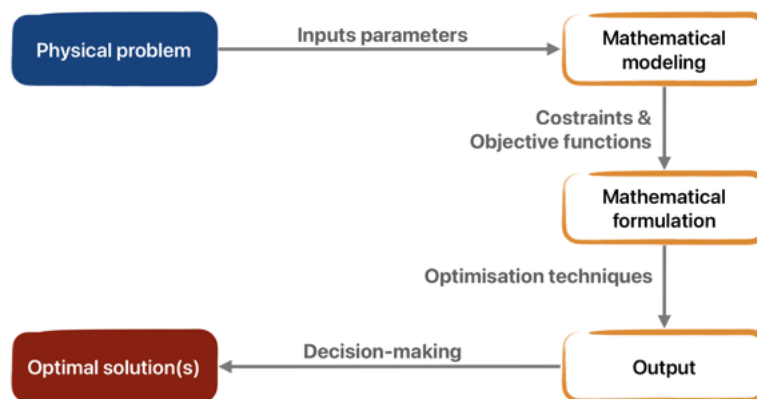 Physical problem
Inputs parameters
Mathematical
modeling
Costraints &
Objective functions
Mathematical
formulation
Optimisation techniques
Optimal solution(s)
Decision-making
Output